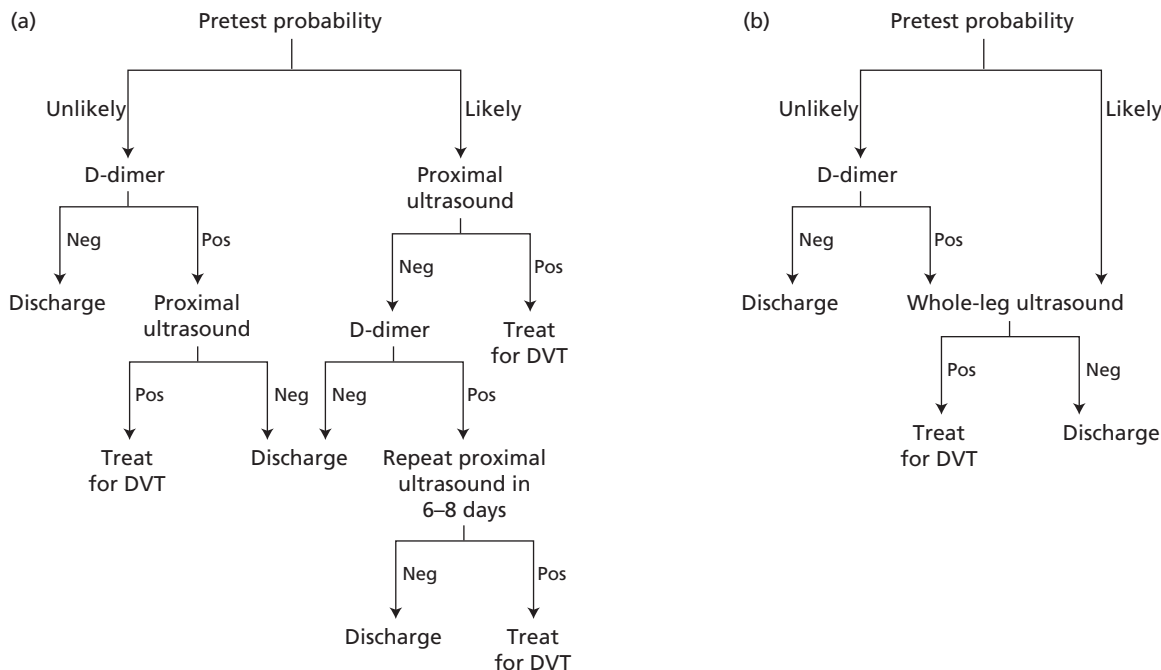 (a)
Pretest probability
Unlikely
Likely
D-dimer
Proximal
ultrasound
Neg
Pos
Neg
Pos
Discharge
Proximal
ultrasound
D-dimer
Treat
for DVT
Pos
Neg
Neg
Pos
Treat
for DVT
Discharge
Repeat proximal
ultrasound in
6–8 days
Neg
Pos
Discharge
Treat
for DVT
(b)
Pretest probability
Unlikely
Likely
D-dimer
Neg
Pos
Discharge
Whole-leg ultrasound
Pos
Neg
Treat
for DVT
Discharge